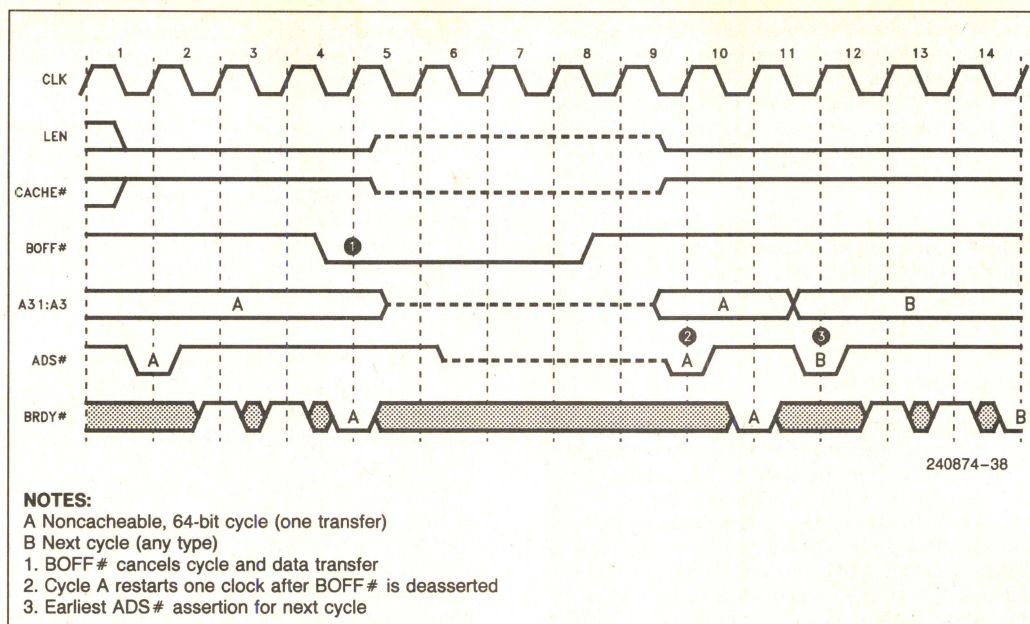 1 2 3 4 5 6 7 8 9 10 11 12 13 14
CLK
LEN
CACHE#
BOFF# 1
A31:A3 A A B
2 3
ADS# A A B
BRDY# A A B
240874–38
NOTES:
A Noncacheable, 64-bit cycle (one transfer)
B Next cycle (any type)
1. BOFF# cancels cycle and data transfer
2. Cycle A restarts one clock after BOFF# is deasserted
3. Earliest ADS# assertion for next cycle